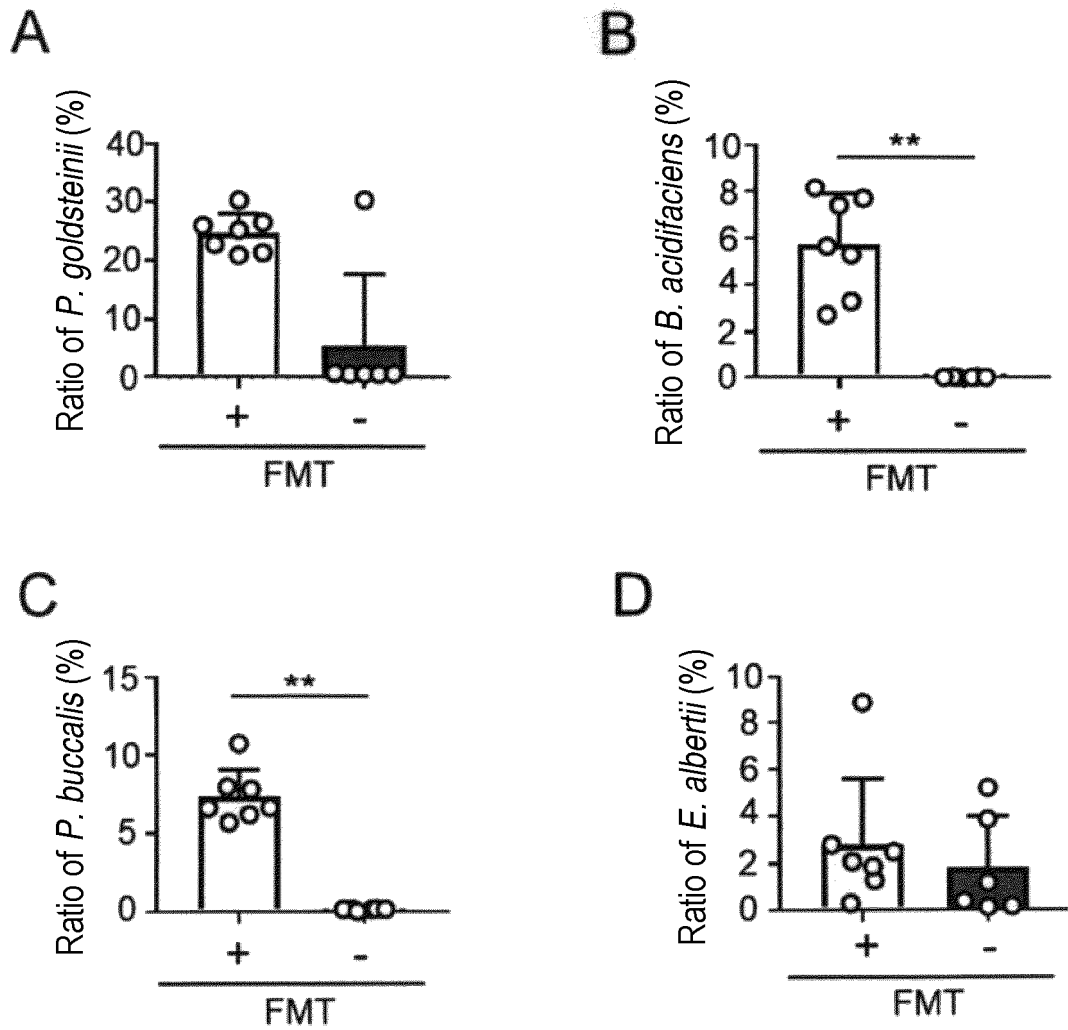 A
Ratio of P. goldsteinii (%)
40
30
20
10
0
+ -
FMT
B
Ratio of B. acidifaciens (%)
10
8
6
4
2
0
**
+ -
FMT
C
Ratio of P. buccalis (%)
15
10
5
0
**
+ -
FMT
D
Ratio of E. albertii (%)
10
8
6
4
2
0
+ -
FMT